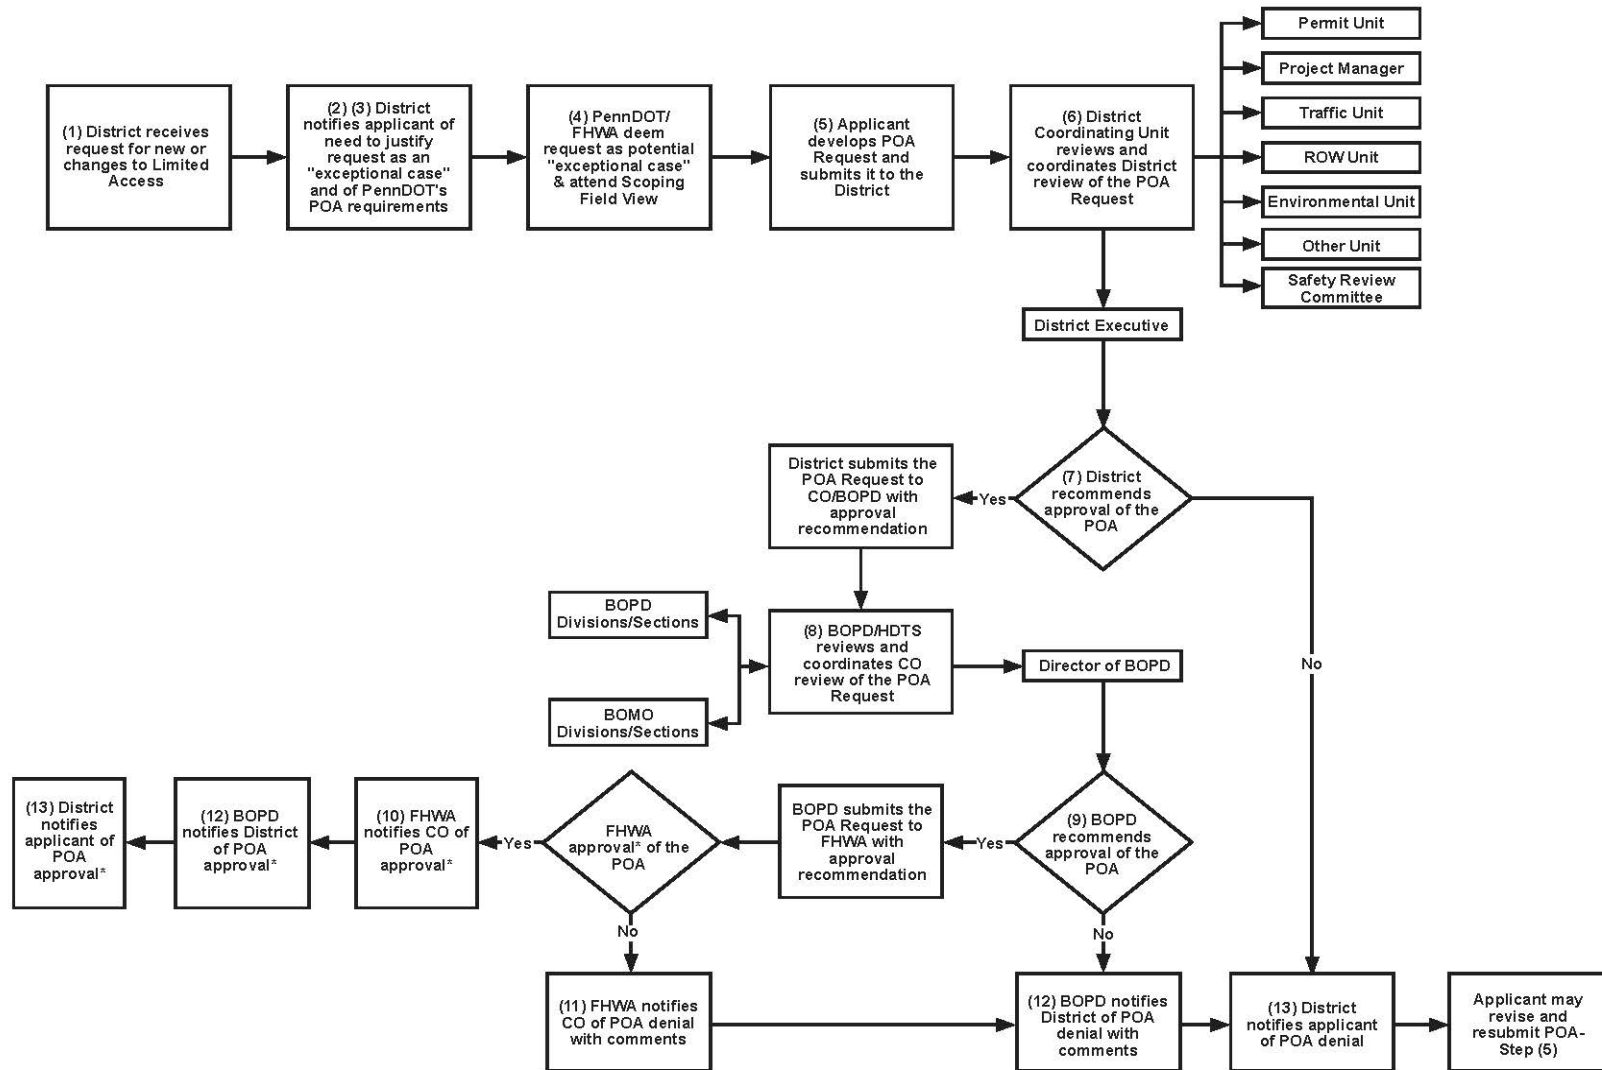 (1) District receives
request for new or
changes to Limited
Access
(2) (3) District
notifies applicant of
need to justify
request as an
"exceptional case"
and of PennDOT's
POA requirements
(4) PennDOT/
FHWA deem
request as potential
"exceptional case"
& attend Scoping
Field View
(5) Applicant
develops POA
Request and
submits it to the
District
(6) District
Coordinating Unit
reviews and
coordinates District
review of the POA
Request
Permit Unit
Project Manager
Traffic Unit
ROW Unit
Environmental Unit
Other Unit
Safety Review
Committee
District Executive
(7) District
recommends
approval of the
POA
Yes
No
District submits the
POA Request to
CO/BOPD with
approval
recommendation
BOPD
Divisions/Sections
BOMO
Divisions/Sections
(8) BOPD/HDTS
reviews and
coordinates CO
review of the POA
Request
Director of BOPD
(9) BOPD
recommends
approval of the
POA
Yes
No
BOPD submits the
POA Request to
FHWA with
approval
recommendation
FHWA
approval* of the
POA
Yes
No
(10) FHWA
notifies CO of
POA
approval*
(12) BOPD
notifies District
of POA
approval*
(13) District
notifies
applicant of
POA
approval*
(11) FHWA notifies
CO of POA denial
with comments
(12) BOPD notifies
District of POA
denial with
comments
(13) District
notifies applicant
of POA denial
Applicant may
revise and
resubmit POA-
Step (5)